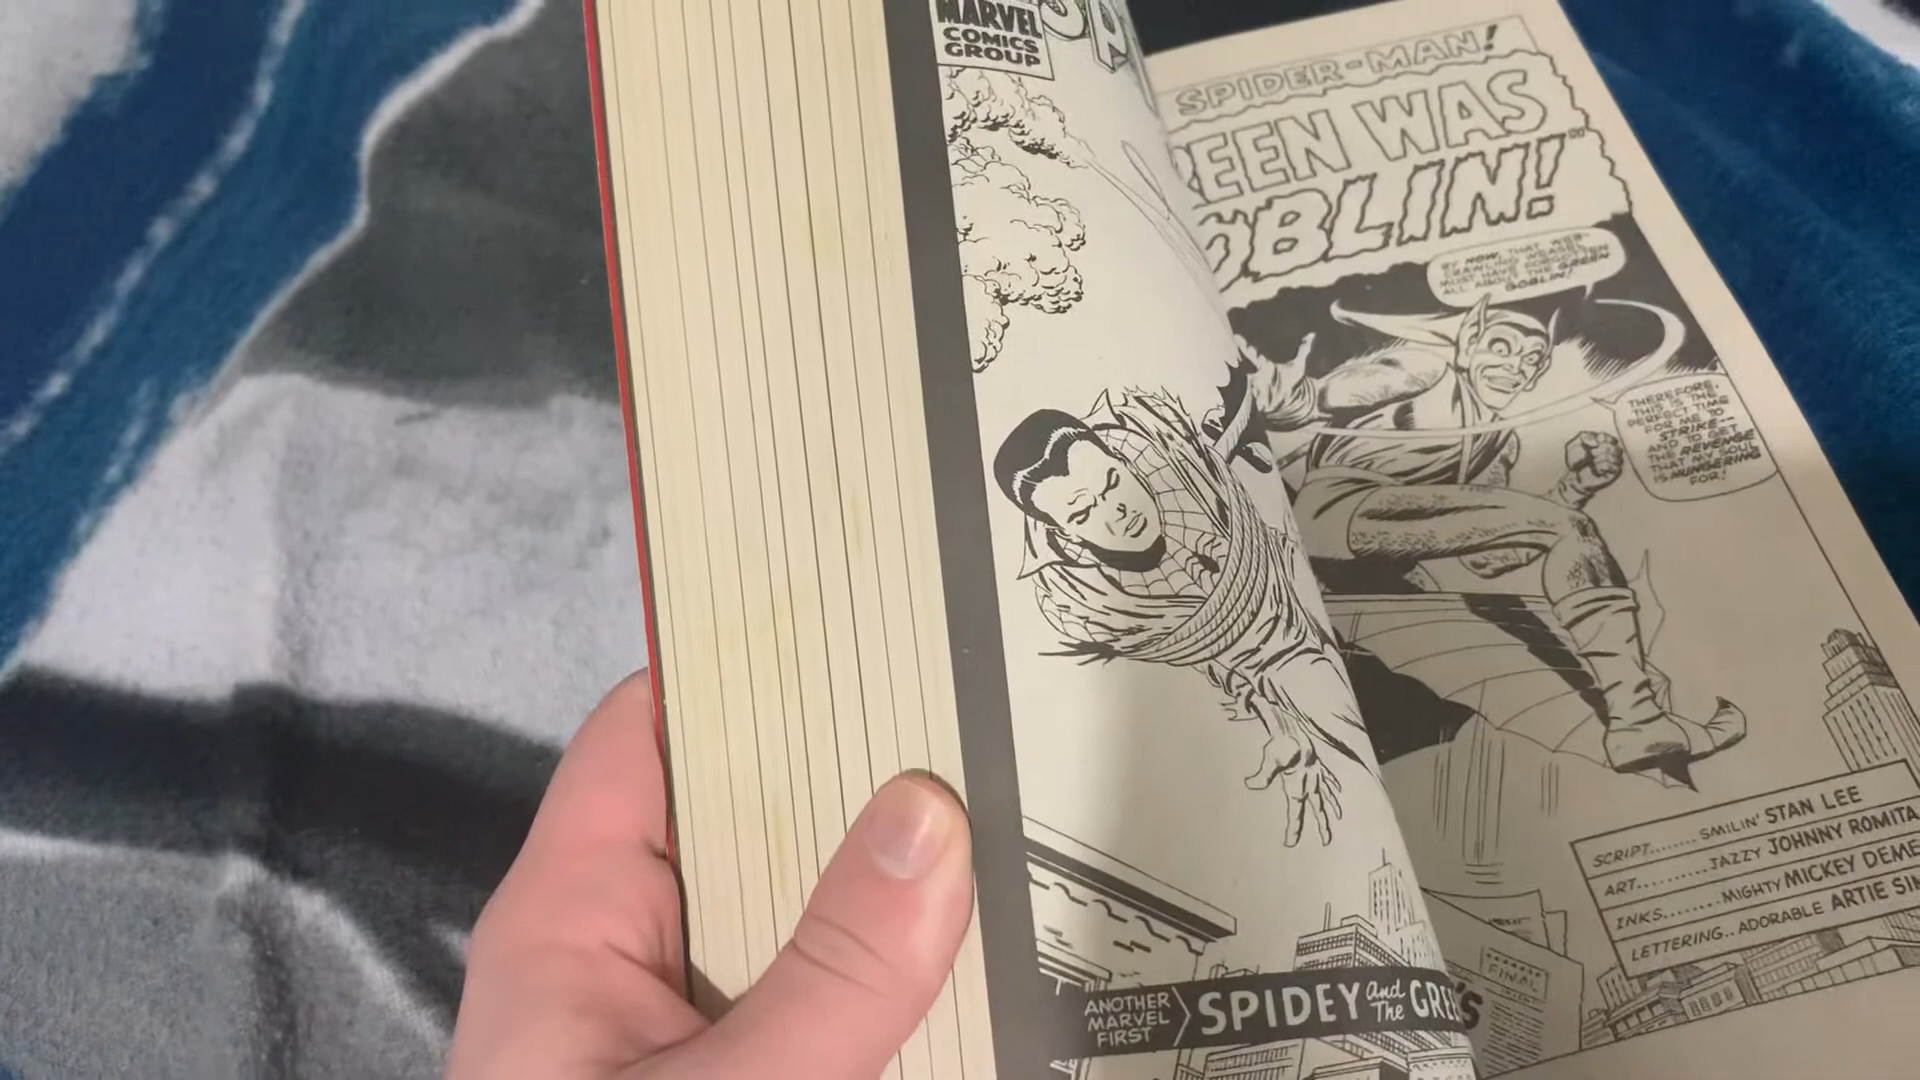 MARVEL
COMICS
GROUP
ANOTHER
MARVEL
FIRST
SPIDEY and The GREE
SPIDER-MAN!
REEN WAS
OBLIN!"
BY NOW, THAT WEB-
CRAWLING WEASEL
MUST HAVE FORGOTTEN
ALL ABOUT THE GREEN
GOBLIN!
THEREFORE,
THIS IS THE
PERFECT TIME
FOR ME TO
STRIKE--
AND TO GET
THE REVENGE
THAT MY SOUL
IS HUNGERING
FOR!
FINAL
SCRIPT........SMILIN' STAN LEE
ART..........JAZZY JOHNNY ROMITA
INKS........MIGHTY MICKEY DEME
LETTERING..ADORABLE ARTIE SIM